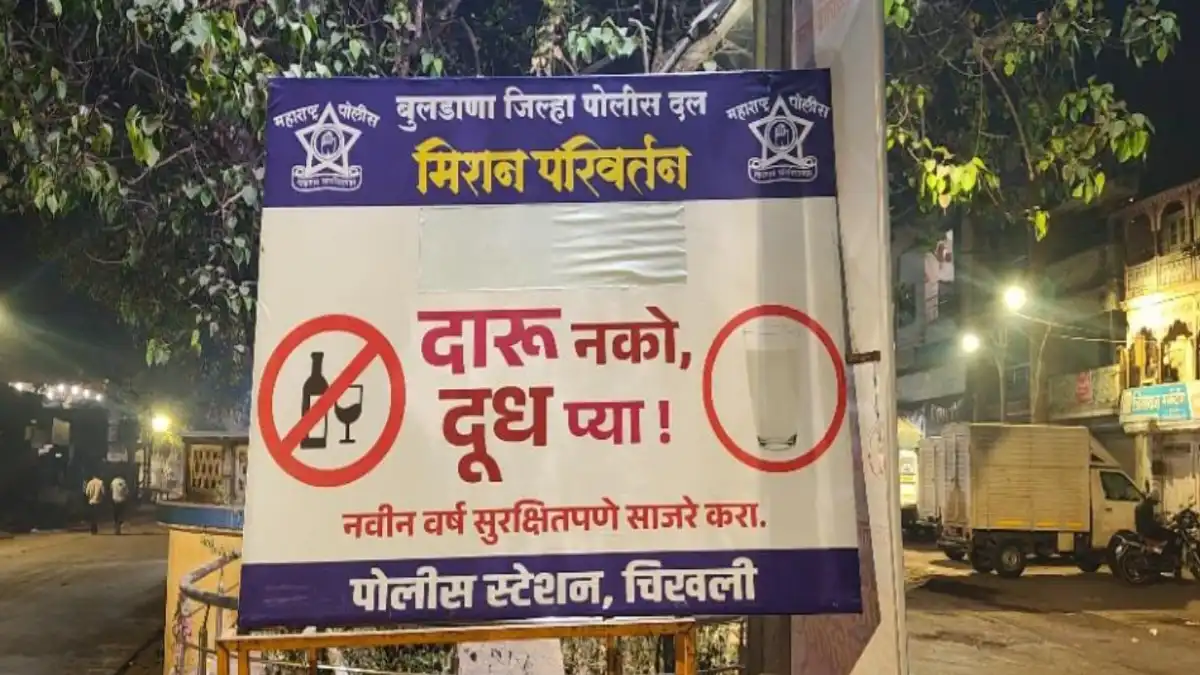 बुलडाणा जिल्हा पोलीस दल
महाराष्ट्र पोलीस
महाराष्ट्र पोलीस
मिशन परिवर्तन
दारू नको,
दूध प्या !
नवीन वर्ष सुरक्षितपणे साजरे करा.
पोलीस स्टेशन, चिखली